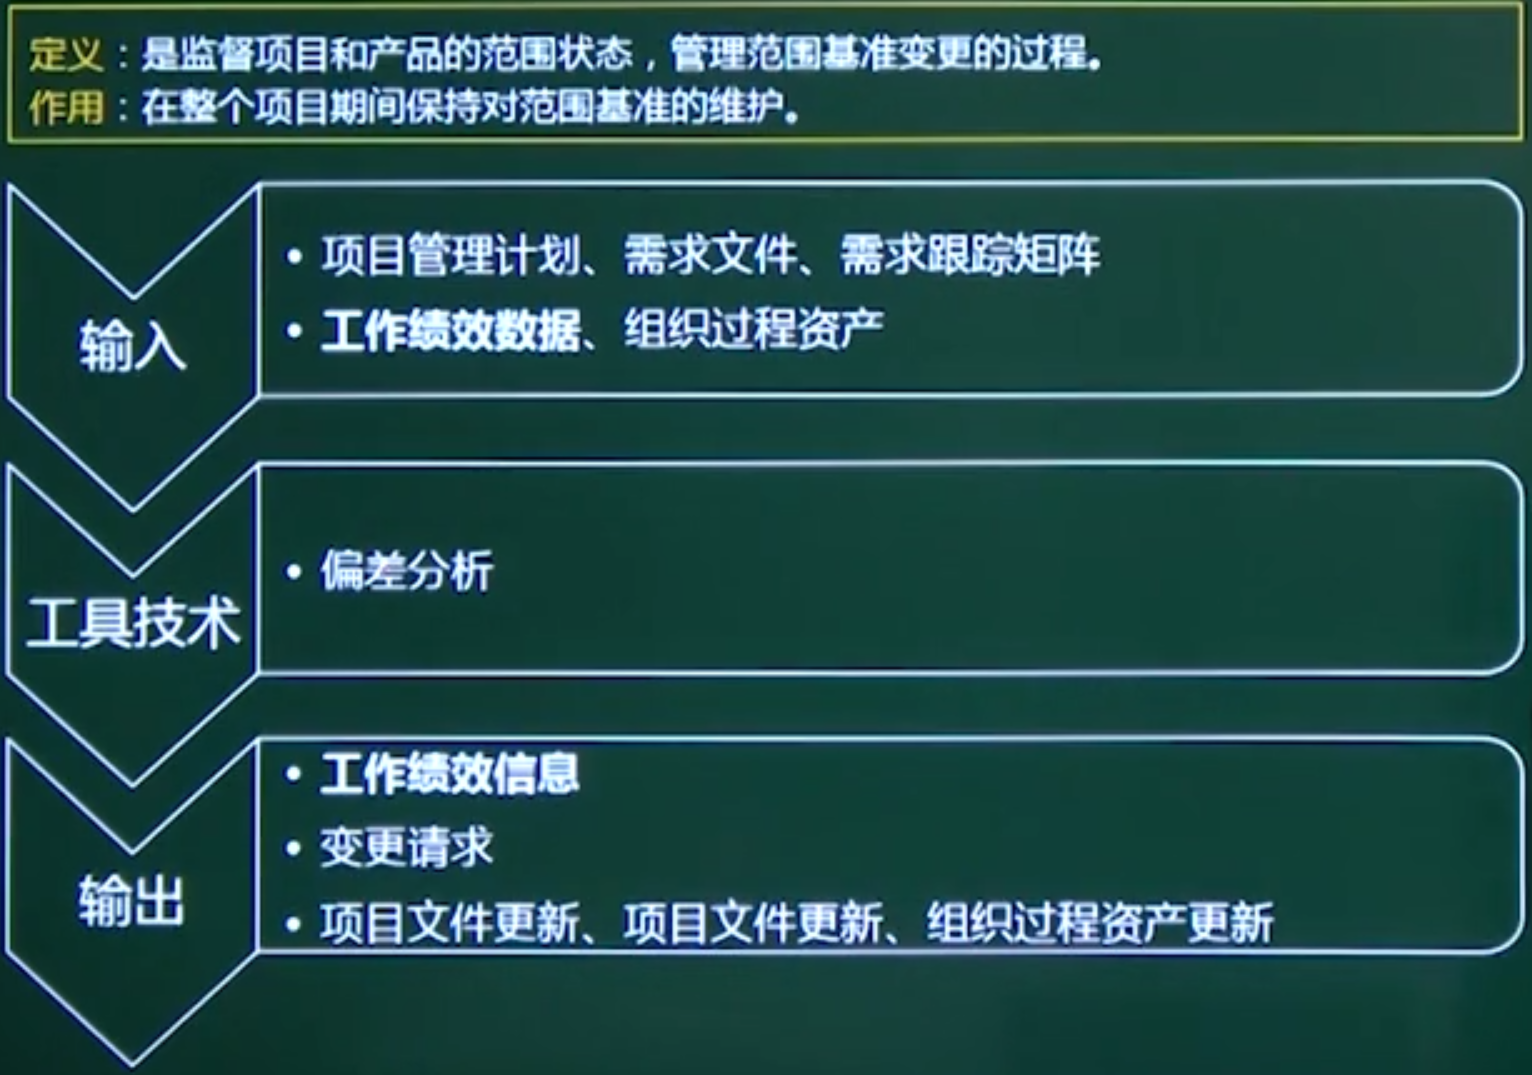 定义：是监督项目和产品的范围状态，管理范围基准变更的过程。
作用：在整个项目期间保持对范围基准的维护。
输入
• 项目管理计划、需求文件、需求跟踪矩阵
• 工作绩效数据、组织过程资产
工具技术
• 偏差分析
输出
• 工作绩效信息
• 变更请求
• 项目文件更新、项目文件更新、组织过程资产更新